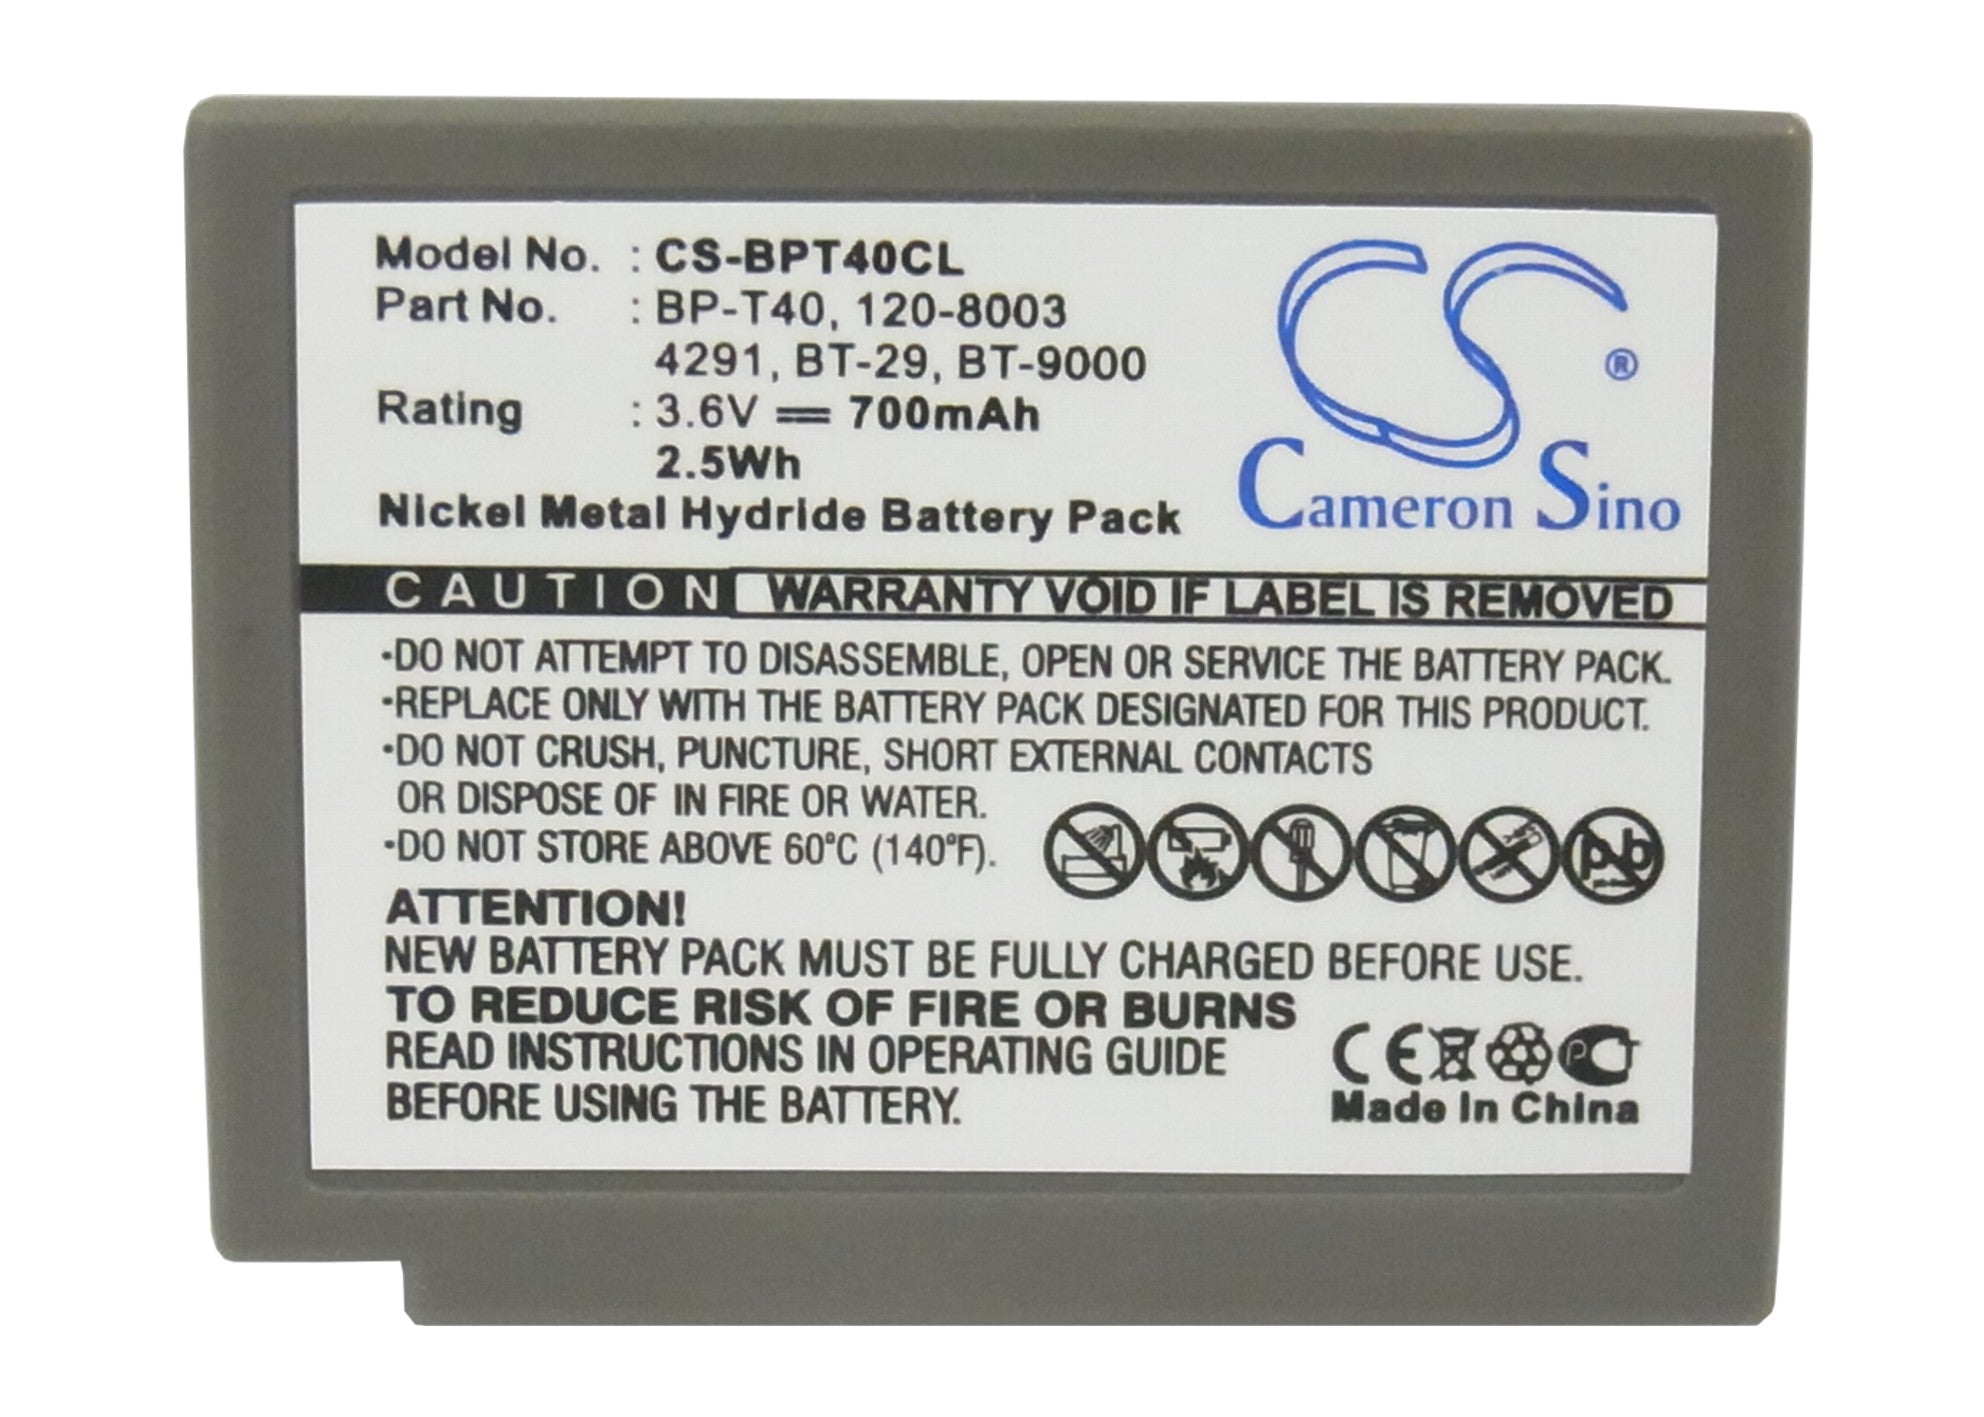 Model No. : CS-BPT40CL
Part No. : BP-T40, 120-8003
4291, BT-29, BT-9000
Rating : 3.6V 700mAh
2.5Wh
Nickel Metal Hydride Battery Pack
CS ®
Cameron Sino
CAUTION WARRANTY VOID IF LABEL IS REMOVED
·DO NOT ATTEMPT TO DISASSEMBLE, OPEN OR SERVICE THE BATTERY PACK.
·REPLACE ONLY WITH THE BATTERY PACK DESIGNATED FOR THIS PRODUCT.
·DO NOT CRUSH, PUNCTURE, SHORT EXTERNAL CONTACTS
OR DISPOSE OF IN FIRE OR WATER.
·DO NOT STORE ABOVE 60°C (140°F).
Pb
ATTENTION!
NEW BATTERY PACK MUST BE FULLY CHARGED BEFORE USE.
TO REDUCE RISK OF FIRE OR BURNS
READ INSTRUCTIONS IN OPERATING GUIDE
BEFORE USING THE BATTERY.
CE PCT
Made in China